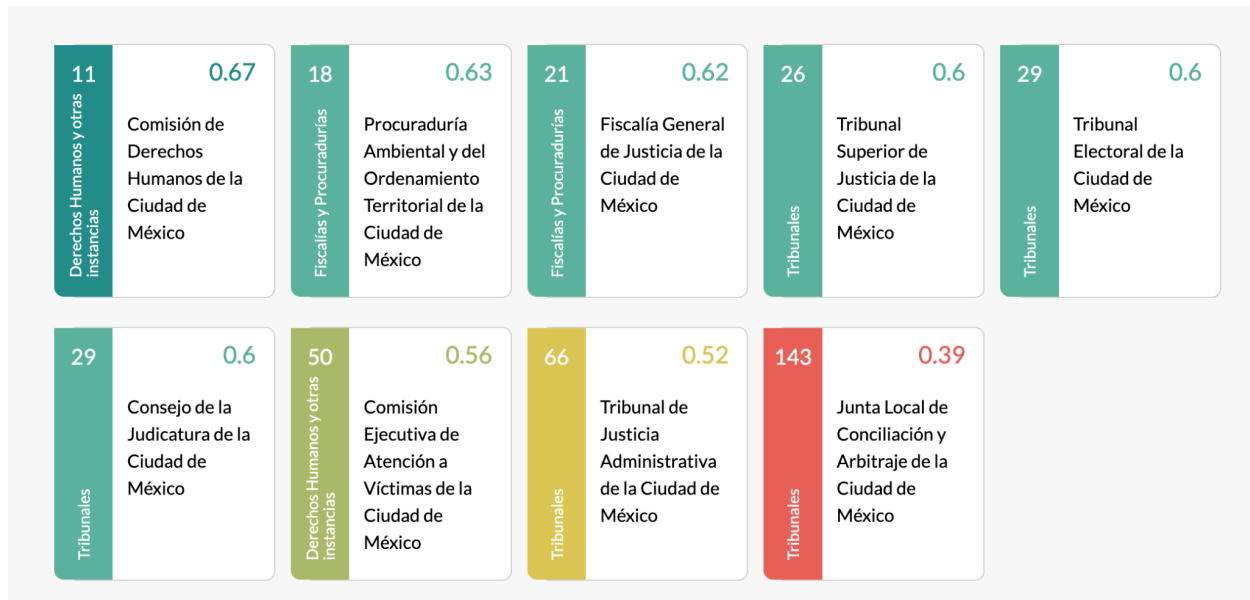 11
0.67
Derechos Humanos y otras
instancias
Comisión de
Derechos
Humanos de la
Ciudad de
México
18
0.63
Fiscalías y Procuradurías
Procuraduría
Ambiental y del
Ordenamiento
Territorial de la
Ciudad de
México
21
0.62
Fiscalías y Procuradurías
Fiscalía General
de Justicia de la
Ciudad de
México
26
0.6
Tribunales
Tribunal
Superior de
Justicia de la
Ciudad de
México
29
0.6
Tribunales
Tribunal
Electoral de la
Ciudad de
México
29
0.6
Tribunales
Consejo de la
Judicatura de la
Ciudad de
México
50
0.56
Derechos Humanos y otras
instancias
Comisión
Ejecutiva de
Atención a
Víctimas de la
Ciudad de
México
66
0.52
Tribunales
Tribunal de
Justicia
Administrativa
de la Ciudad de
México
143
0.39
Tribunales
Junta Local de
Conciliación y
Arbitraje de la
Ciudad de
México